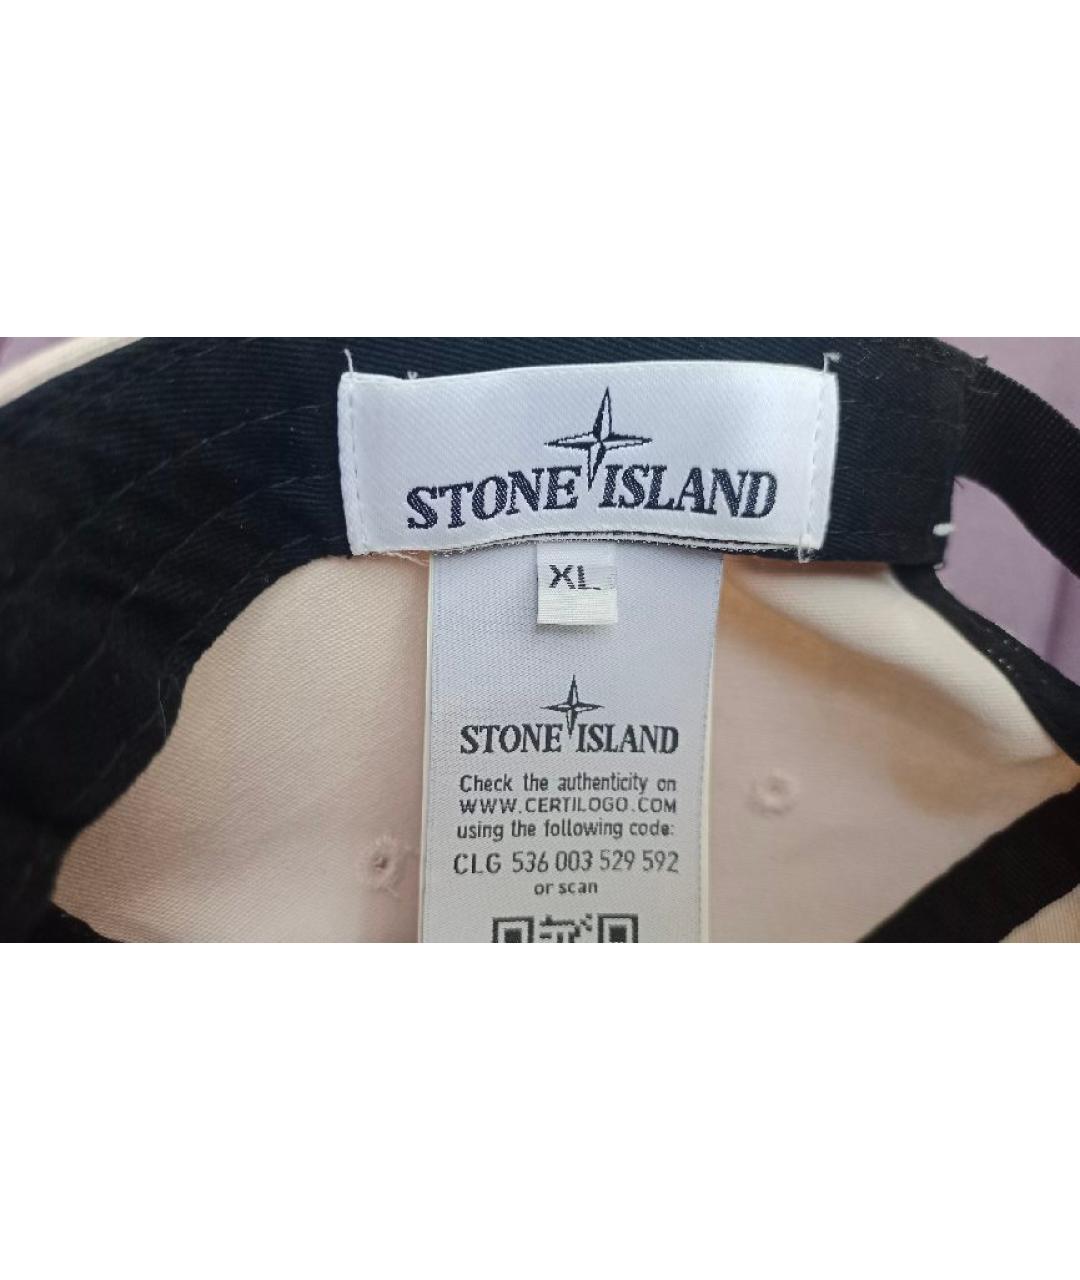 STONE ISLAND
XL
STONE ISLAND
Check the authenticity on
WWW.CERTILOGO.COM
using the following code:
CLG 536 003 529 592
or scan